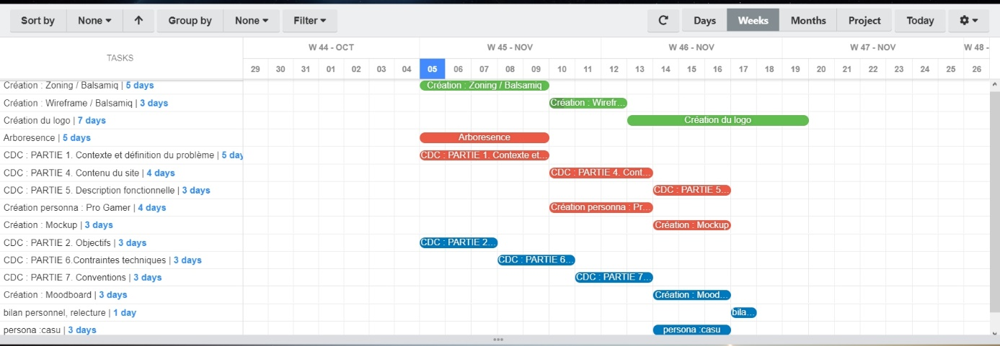 Sort by None Group by None Filter Days Weeks Months Project Today
TASKS
W 44 - OCT W 45 - NOV W 46 - NOV W 47 - NOV W 48 -
29 30 31 01 02 03 04 05 06 07 08 09 10 11 12 13 14 15 16 17 18 19 20 21 22 23 24 25 26
Création : Zoning / Balsamiq | 5 days Création : Zoning / Balsamiq
Création : Wireframe / Balsamiq | 3 days Création : Wirefr...
Création du logo | 7 days Création du logo
Arboresence | 5 days Arboresence
CDC : PARTIE 1. Contexte et définition du problème | 5 day CDC : PARTIE 1. Contexte et...
CDC : PARTIE 4. Contenu du site | 4 days CDC : PARTIE 4. Cont...
CDC : PARTIE 5. Description fonctionnelle | 3 days CDC : PARTIE 5...
Création personna : Pro Gamer | 4 days Création personna : Pr...
Création : Mockup | 3 days Création : Mockup
CDC : PARTIE 2. Objectifs | 3 days CDC : PARTIE 2...
CDC : PARTIE 6.Contraintes techniques | 3 days CDC : PARTIE 6...
CDC : PARTIE 7. Conventions | 3 days CDC : PARTIE 7...
Création : Moodboard | 3 days Création : Mood...
bilan personnel, relecture | 1 day bila...
persona :casu | 3 days persona :casu